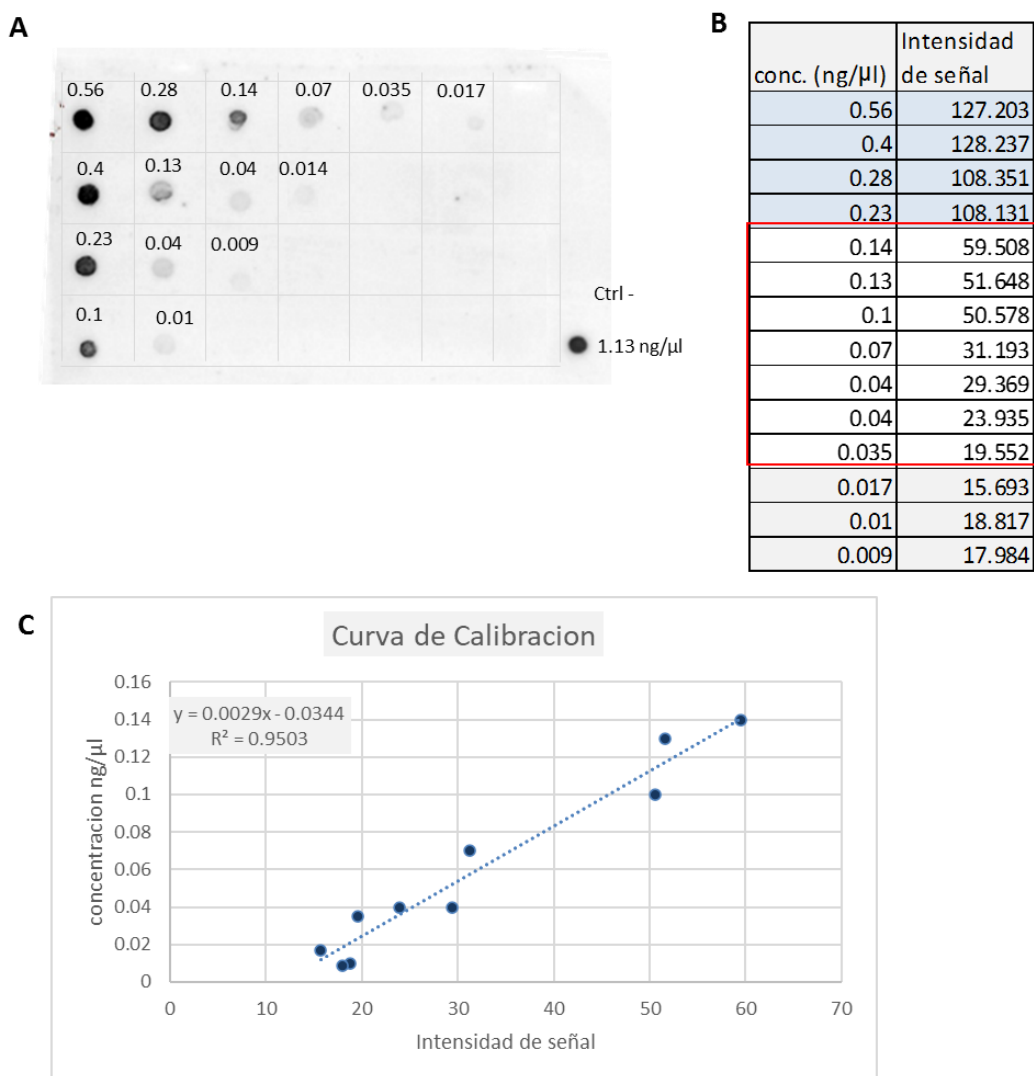 A
0.56 0.28 0.14 0.07 0.035 0.017
0.4 0.13 0.04 0.014
0.23 0.04 0.009
0.1 0.01
Ctrl -
1.13 ng/µl
B
conc. (ng/µl) Intensidad de señal
0.56 127.203
0.4 128.237
0.28 108.351
0.23 108.131
0.14 59.508
0.13 51.648
0.1 50.578
0.07 31.193
0.04 29.369
0.04 23.935
0.035 19.552
0.017 15.693
0.01 18.817
0.009 17.984
C
Curva de Calibracion
y = 0.0029x - 0.0344
R² = 0.9503
concentracion ng/µl
0.16
0.14
0.12
0.1
0.08
0.06
0.04
0.02
0
0 10 20 30 40 50 60 70
Intensidad de señal